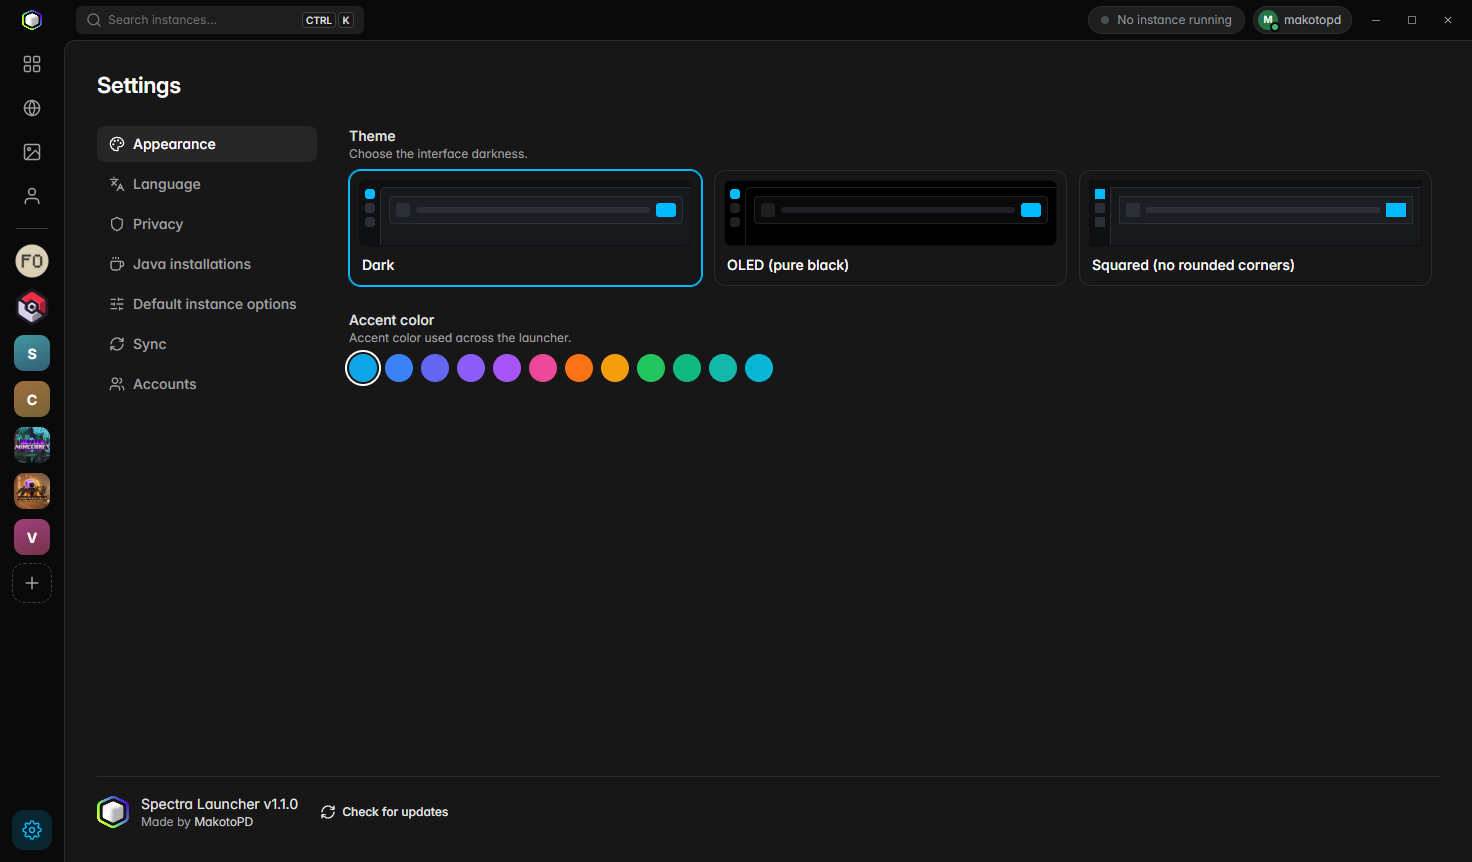 Search instances...
CTRL K
No instance running
M
makotopd
Settings
Appearance
Language
Privacy
Java installations
Default instance options
Sync
Accounts
Theme
Choose the interface darkness.
Dark
OLED (pure black)
Squared (no rounded corners)
Accent color
Accent color used across the launcher.
FO
S
C
V
Spectra Launcher v1.1.0
Made by MakotoPD
Check for updates